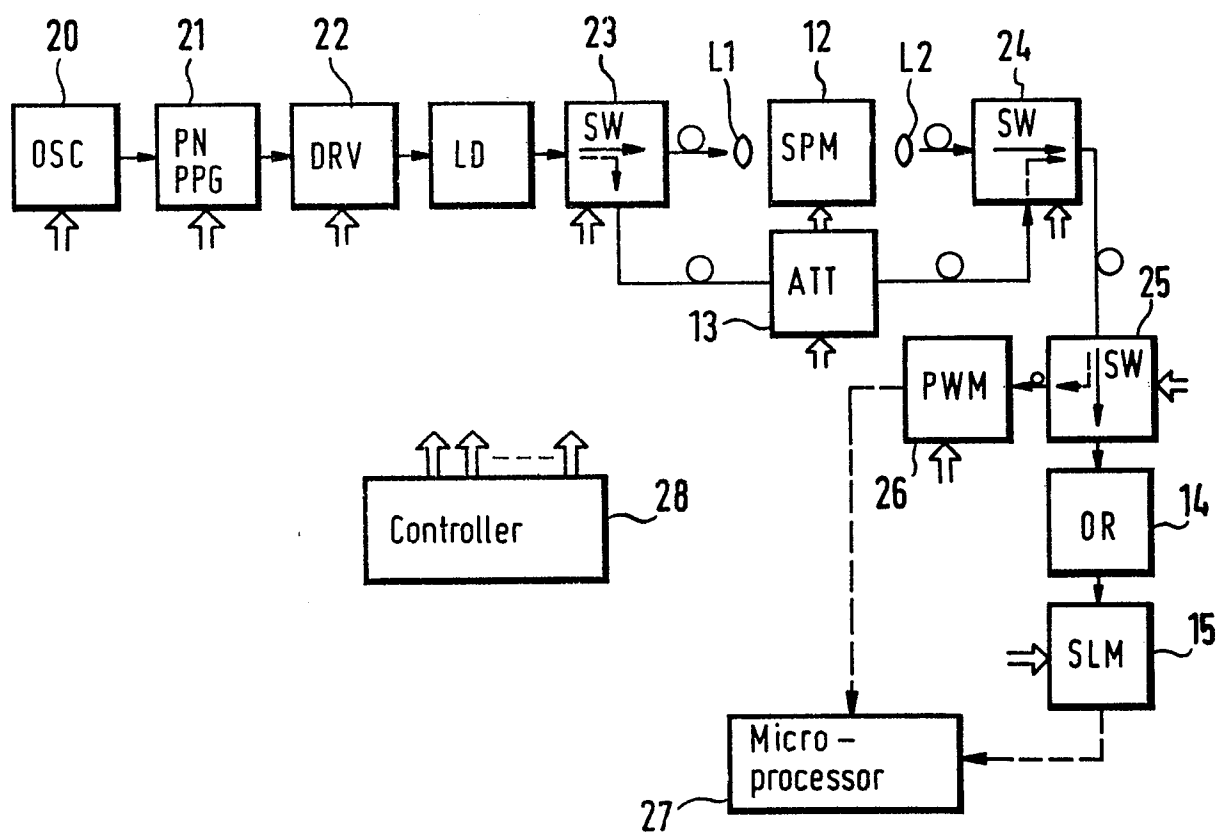 20
21
22
23
L1
12
L2
24
OSC
PN
PPG
DRV
LD
SW
SPM
SW
13
ATT
25
PWM
SW
26
Controller
28
OR
14
SLM
15
Micro-
processor
27